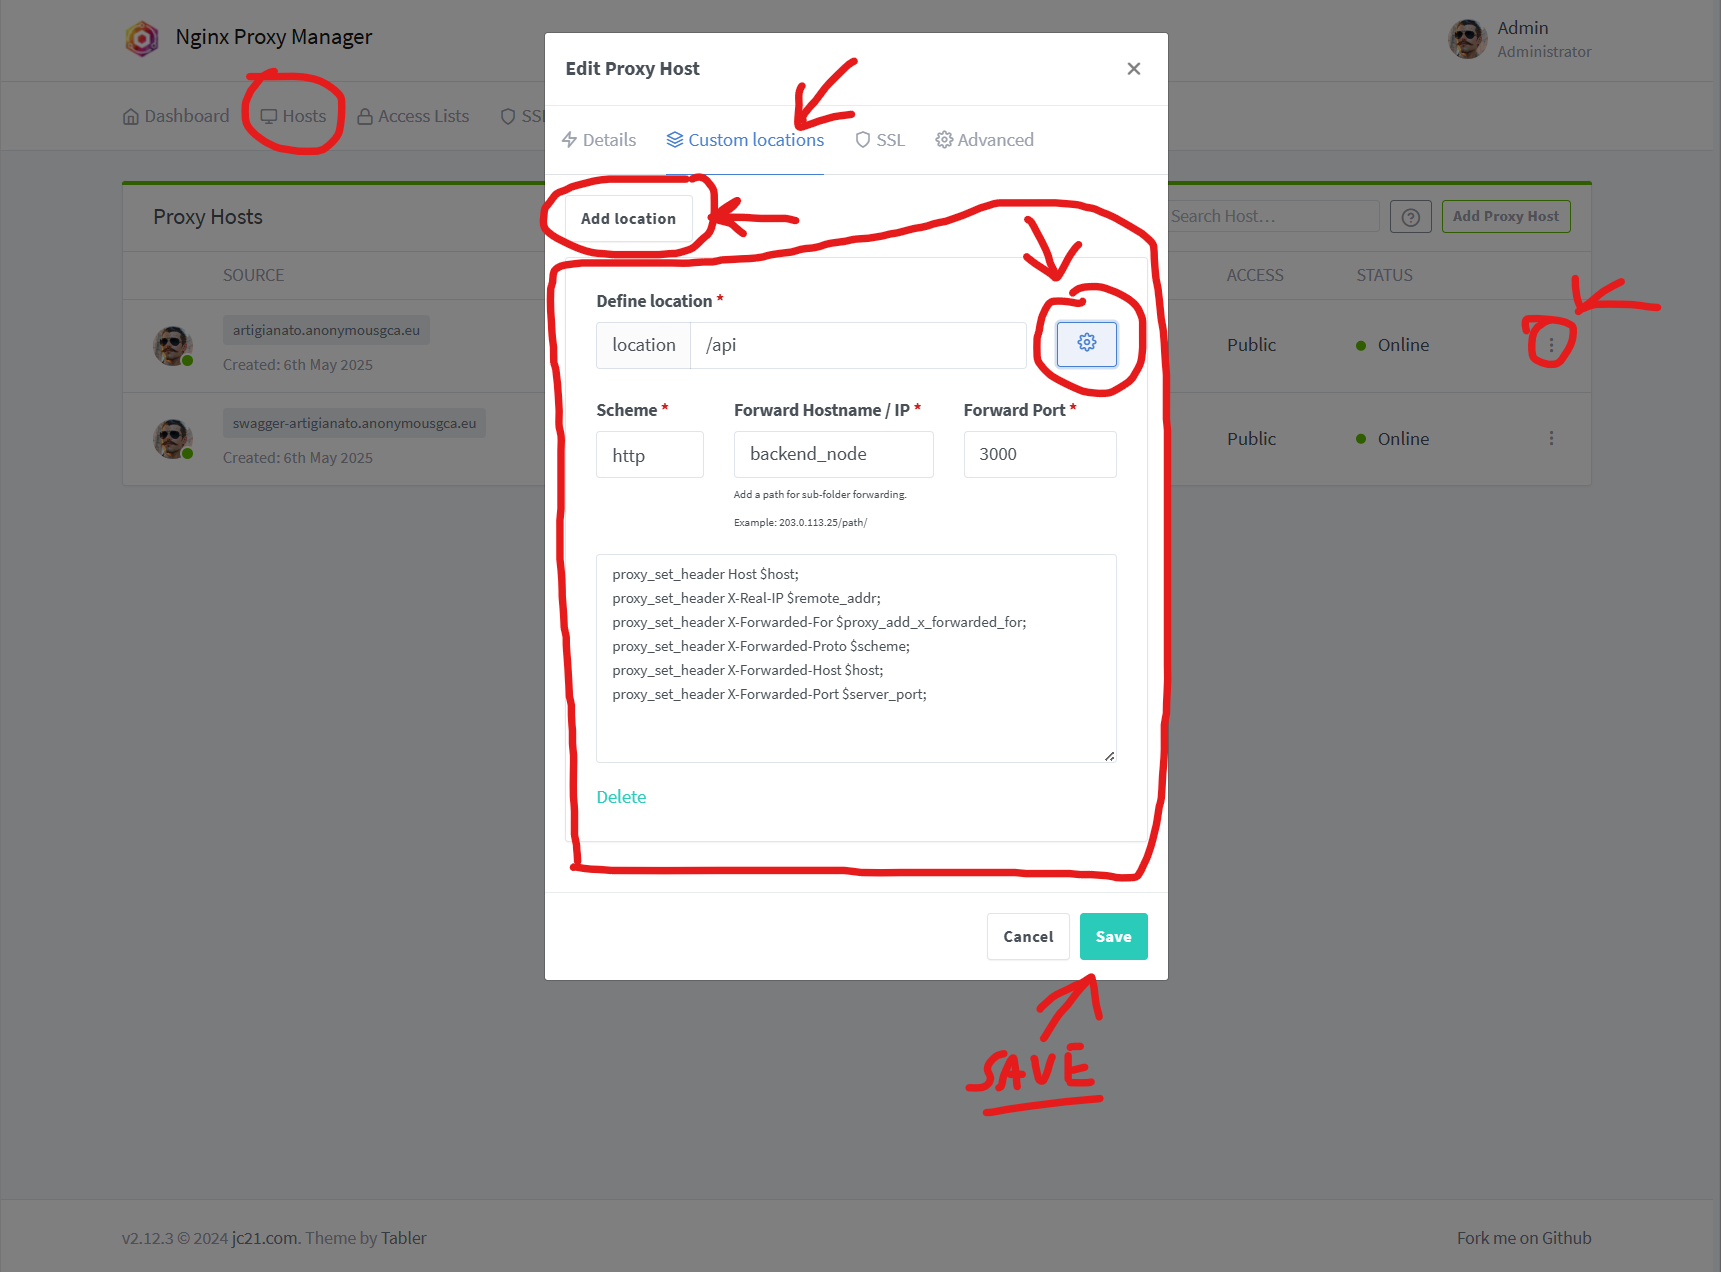 Nginx Proxy Manager
Admin
Administrator
Dashboard
Hosts
Access Lists
SSL
Edit Proxy Host
Details
Custom locations
SSL
Advanced
Add location
Proxy Hosts
Search Host...
Add Proxy Host
SOURCE
ACCESS
STATUS
artigianato.anonymousgca.eu
Created: 6th May 2025
Public
Online
swagger-artigianato.anonymousgca.eu
Created: 6th May 2025
Public
Online
Define location *
location
/api
Scheme *
Forward Hostname / IP *
Forward Port *
http
backend_node
3000
Add a path for sub-folder forwarding.
Example: 203.0.113.25/path/
proxy_set_header Host $host;
proxy_set_header X-Real-IP $remote_addr;
proxy_set_header X-Forwarded-For $proxy_add_x_forwarded_for;
proxy_set_header X-Forwarded-Proto $scheme;
proxy_set_header X-Forwarded-Host $host;
proxy_set_header X-Forwarded-Port $server_port;
Delete
Cancel
Save
SAVE
v2.12.3 © 2024 jc21.com. Theme by Tabler
Fork me on Github